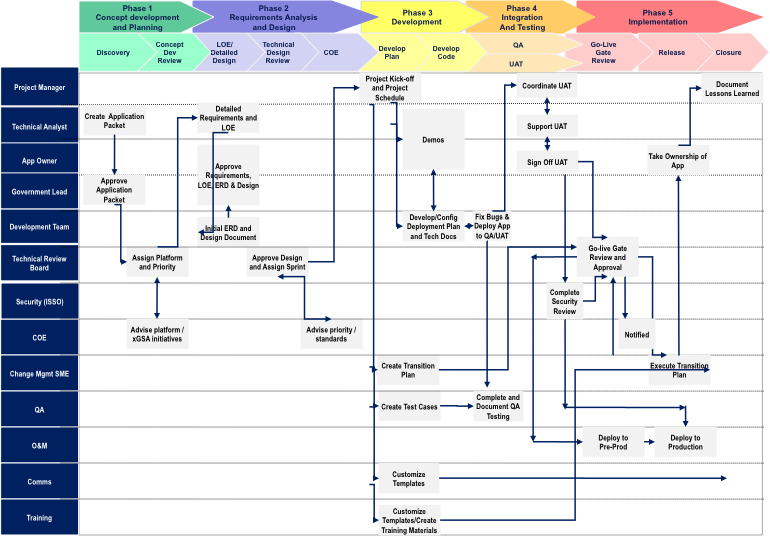 Phase 1
Concept development
and Planning
Phase 2
Requirements Analysis
and Design
Phase 3
Development
Phase 4
Integration
And Testing
Phase 5
Implementation
Discovery
Concept
Dev
Review
LOE/
Detailed
Design
Technical
Design
Review
COE
Develop
Plan
Develop
Code
QA
UAT
Go-Live
Gate
Review
Release
Closure
Project Manager
Project Kick-off
and Project
Schedule
Coordinate UAT
Document
Lessons Learned
Technical Analyst
Create Application
Packet
Detailed
Requirements and
LOE
Demos
Support UAT
App Owner
Approve
Requirements,
LOE, ERD & Design
Sign Off UAT
Take Ownership of
App
Government Lead
Approve
Application
Packet
Development Team
Initial ERD and
Design Document
Develop/Config
Deployment Plan
and Tech Docs
Fix Bugs &
Deploy App
to QA/UAT
Technical Review
Board
Assign Platform
and Priority
Approve Design
and Assign Sprint
Go-live Gate
Review and
Approval
Security (ISSO)
Complete
Security
Review
COE
Advise platform /
xGSA initiatives
Advise priority /
standards
Notified
Change Mgmt SME
Create Transition
Plan
Execute Transition
Plan
QA
Create Test Cases
Complete and
Document QA
Testing
O&M
Deploy to
Pre-Prod
Deploy to
Production
Comms
Customize
Templates
Training
Customize
Templates/Create
Training Materials